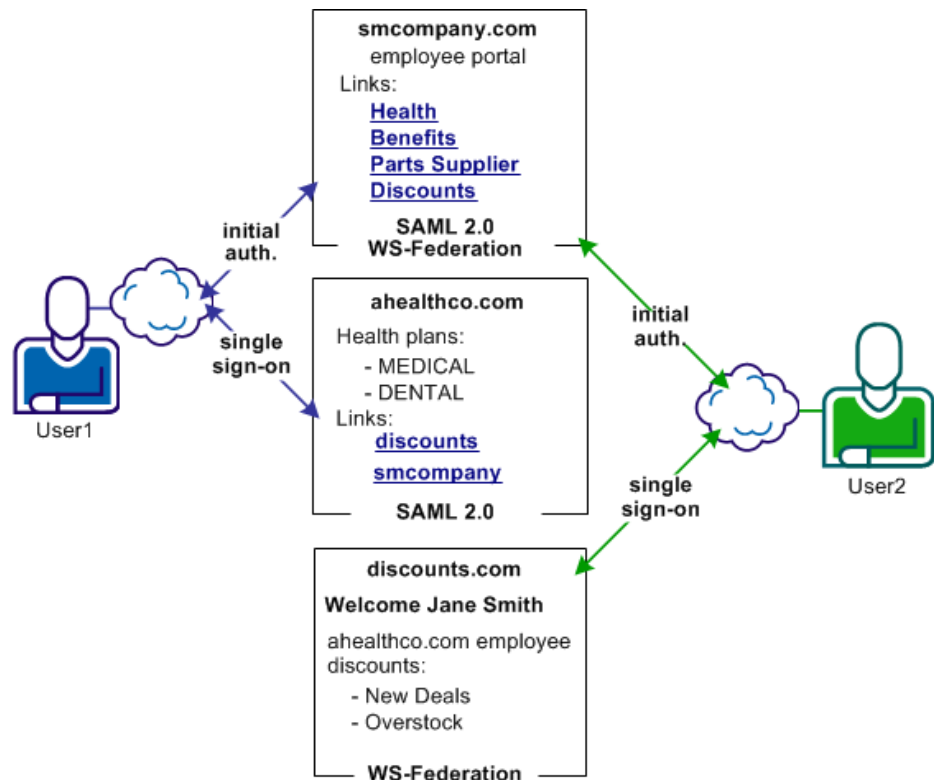 smcompany.com
employee portal
Links:
Health
Benefits
Parts Supplier
Discounts
SAML 2.0
WS-Federation
initial
auth.
single
sign-on
User1
ahealthco.com
Health plans:
- MEDICAL
- DENTAL
Links:
discounts
smcompany
SAML 2.0
initial
auth.
single
sign-on
User2
discounts.com
Welcome Jane Smith
ahealthco.com employee
discounts:
- New Deals
- Overstock
WS-Federation